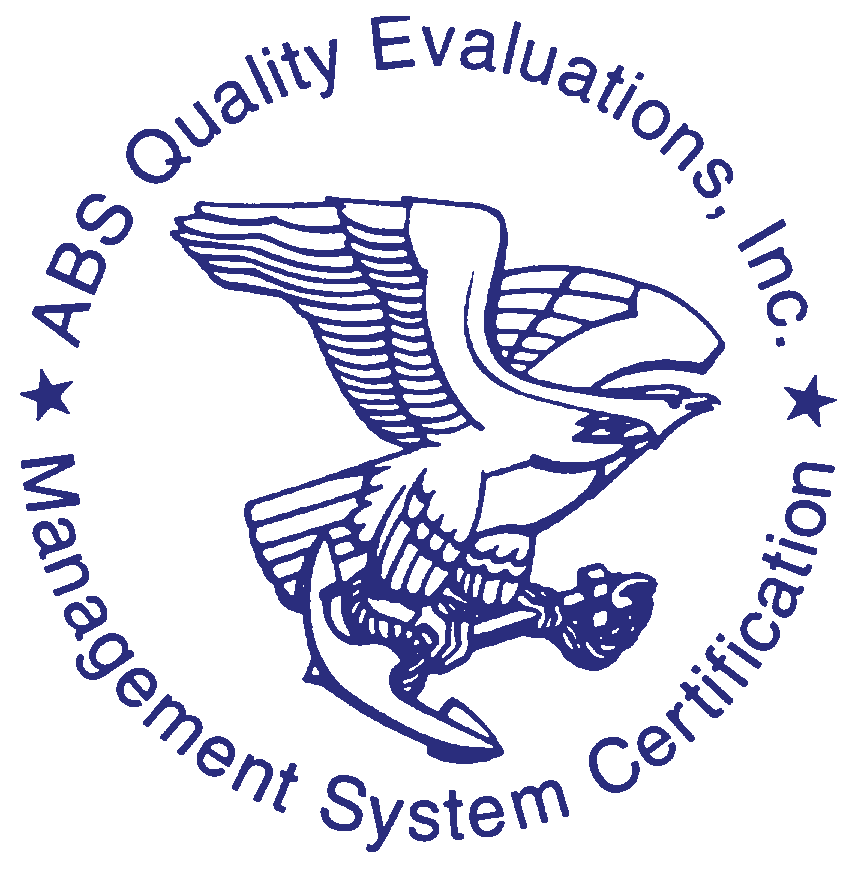 ABS Quality Evaluations, Inc.
Management System Certification